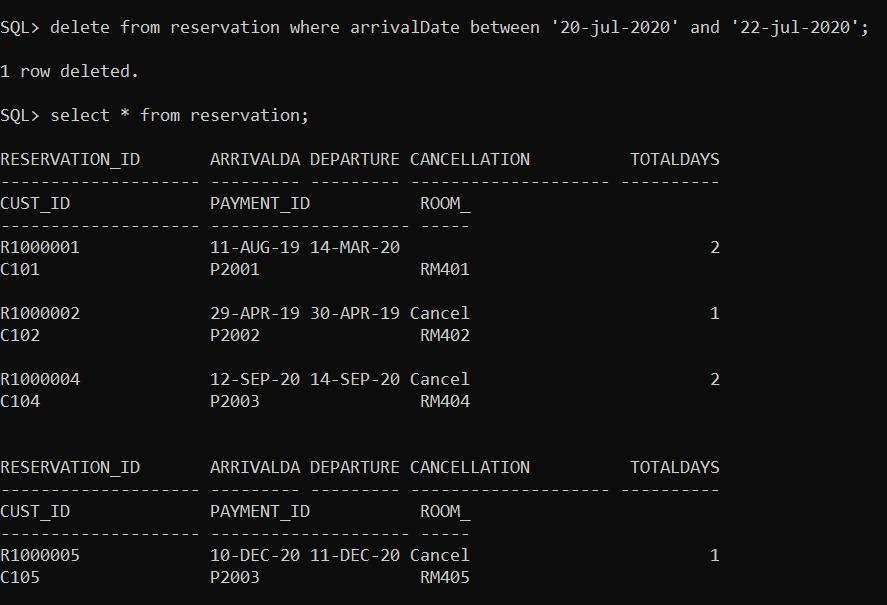 SQL> delete from reservation where arrivalDate between '20-jul-2020' and '22-jul-2020';
1 row deleted.
SQL> select * from reservation;
RESERVATION_ID       ARRIVALDA DEPARTURE CANCELLATION          TOTALDAYS
-------------------- --------- --------- -------------------- ----------
CUST_ID              PAYMENT_ID           ROOM_
-------------------- -------------------- -----
R1000001             11-AUG-19 14-MAR-20                               2
C101                 P2001                RM401
R1000002             29-APR-19 30-APR-19 Cancel                        1
C102                 P2002                RM402
R1000004             12-SEP-20 14-SEP-20 Cancel                        2
C104                 P2003                RM404
RESERVATION_ID       ARRIVALDA DEPARTURE CANCELLATION          TOTALDAYS
-------------------- --------- --------- -------------------- ----------
CUST_ID              PAYMENT_ID           ROOM_
-------------------- -------------------- -----
R1000005             10-DEC-20 11-DEC-20 Cancel                        1
C105                 P2003                RM405